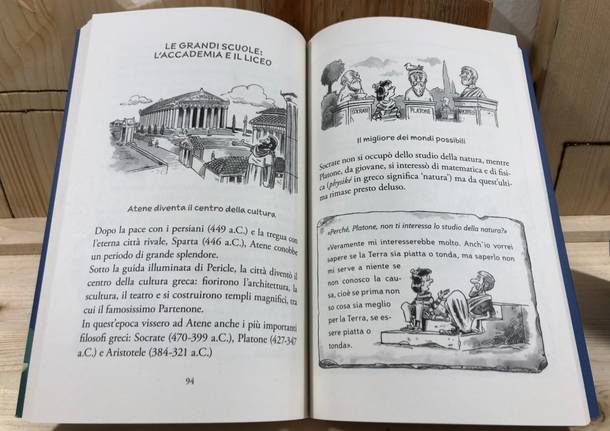 LE GRANDI SCUOLE:
L'ACCADEMIA E IL LICEO
Atene diventa il centro della cultura
Dopo la pace con i persiani (449 a.C.) e la tregua con
l'eterna città rivale, Sparta (446 a.C.), Atene conobbe
un periodo di grande splendore.
Sotto la guida illuminata di Pericle, la città diventò il
centro della cultura greca: fiorirono l'architettura, la
scultura, il teatro e si costruirono templi magnifici, tra
cui il famosissimo Partenone.
In quest'epoca vissero ad Atene anche i più importanti
filosofi greci: Socrate (470-399 a.C.), Platone (427-347
a.C.) e Aristotele (384-321 a.C.)
94
SOCRATE
PLATONE
Il migliore dei mondi possibili
Socrate non si occupò dello studio della natura, mentre
Platone, da giovane, si interessò di matematica e di fisi-
ca (physiké in greco significa 'natura') ma da quest'ulti-
ma rimase presto deluso.
«Perché, Platone, non ti interessa lo studio della natura?»
«Veramente mi interesserebbe molto. Anch'io vorrei
sapere se la Terra sia piatta o tonda, ma saperlo non
mi serve a niente se
non conosco la cau-
sa, cioè se prima non
so cosa sia meglio
per la Terra, se es-
sere piatta o
tonda».